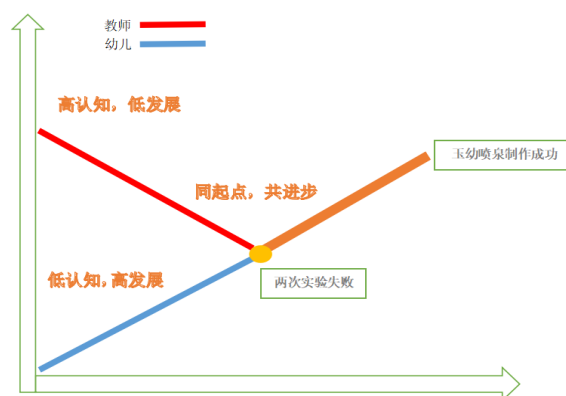 教师
幼儿
高认知，低发展
玉幼喷泉制作成功
同起点，共进步
低认知，高发展
两次实验失败